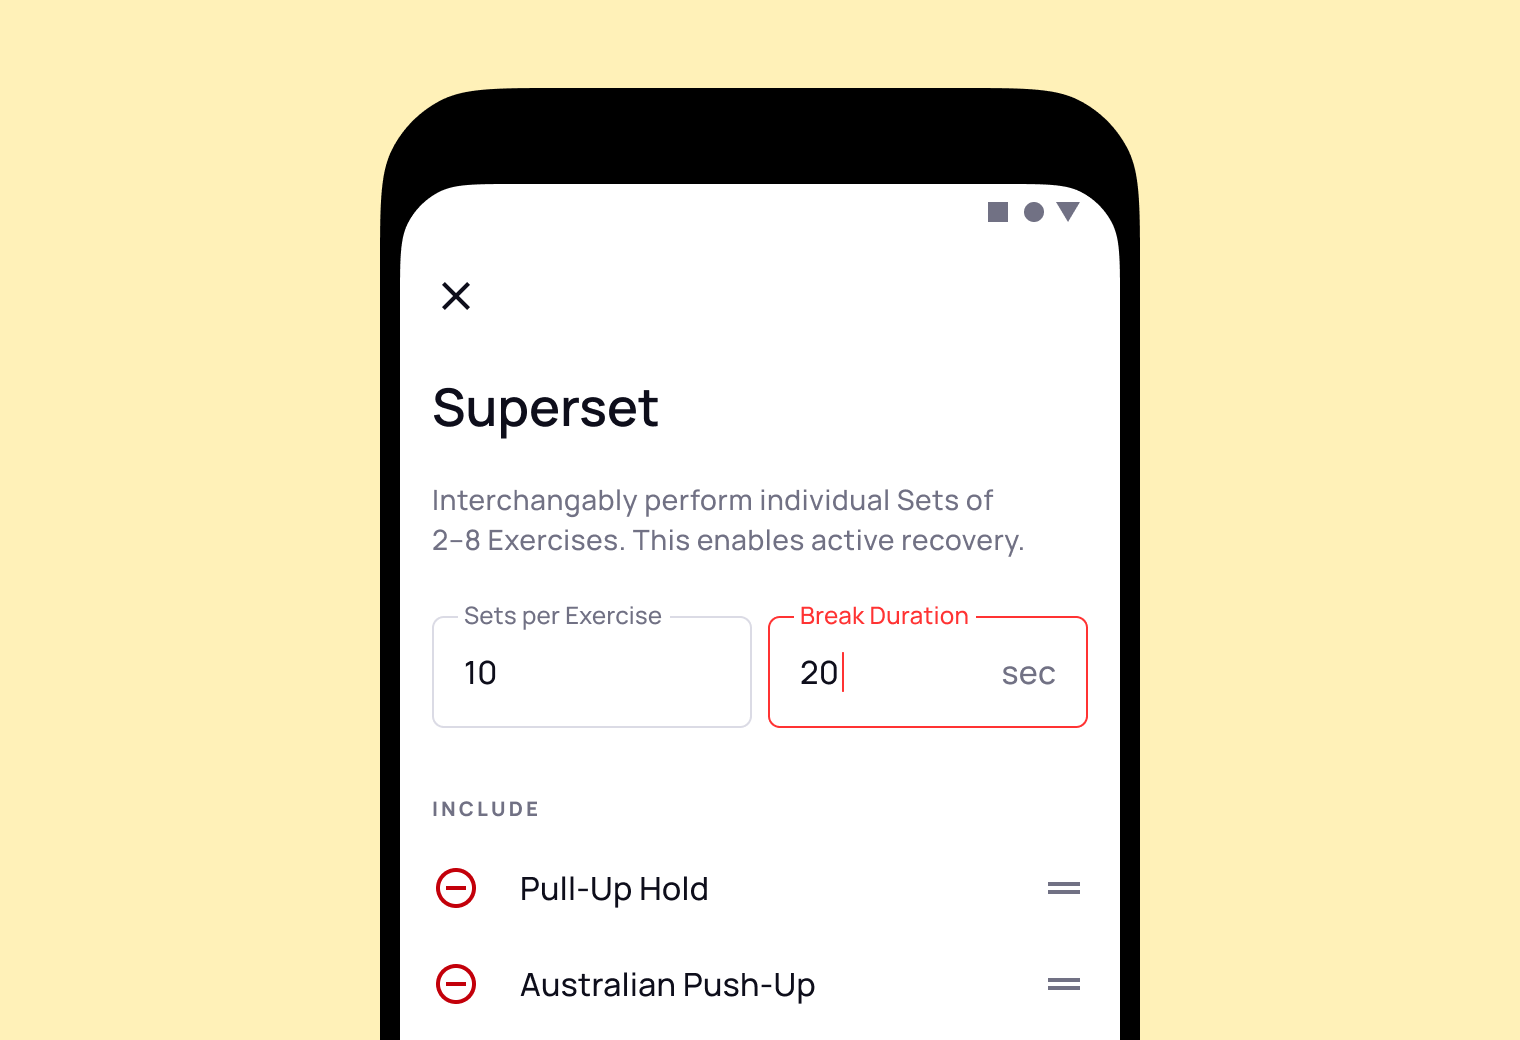 Superset
Interchangably perform individual Sets of
2–8 Exercises. This enables active recovery.
Sets per Exercise
10
Break Duration
20
sec
INCLUDE
Pull-Up Hold
Australian Push-Up